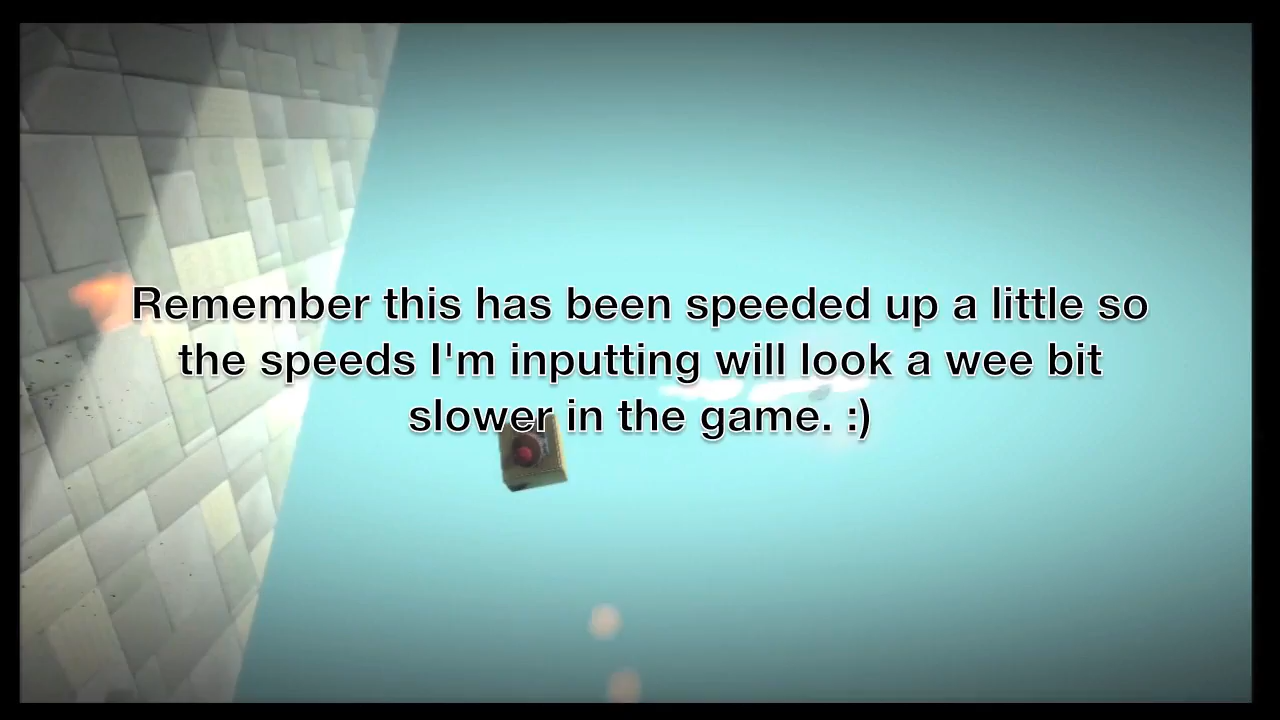 Remember this has been speeded up a little so
the speeds I'm inputting will look a wee bit
slower in the game. :)